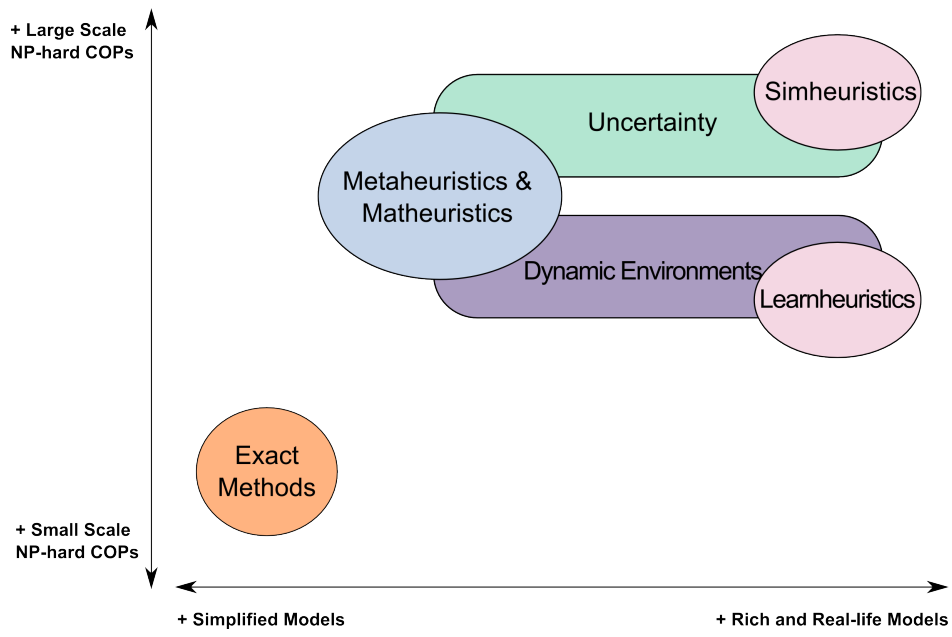 + Large Scale
NP-hard COPs
Simheuristics
Uncertainty
Metaheuristics &
Matheuristics
Dynamic Environments
Learnheuristics
Exact
Methods
+ Small Scale
NP-hard COPs
+ Simplified Models
+ Rich and Real-life Models